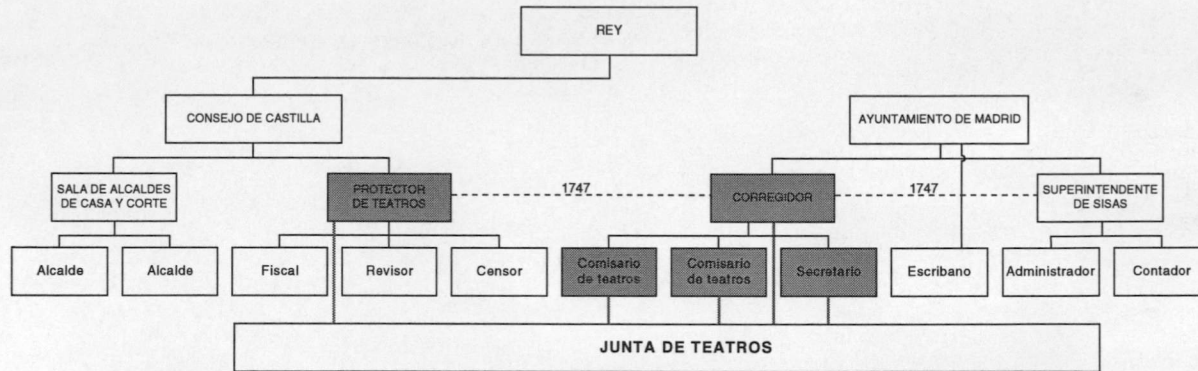 REY
CONSEJO DE CASTILLA
AYUNTAMIENTO DE MADRID
SALA DE ALCALDES
DE CASA Y CORTE
PROTECTOR
DE TEATROS
1747
CORREGIDOR
1747
SUPERINTENDENTE
DE SISAS
Alcalde
Alcalde
Fiscal
Revisor
Censor
Comisario
de teatros
Comisario
de teatros
Secretario
Escribano
Administrador
Contador
JUNTA DE TEATROS